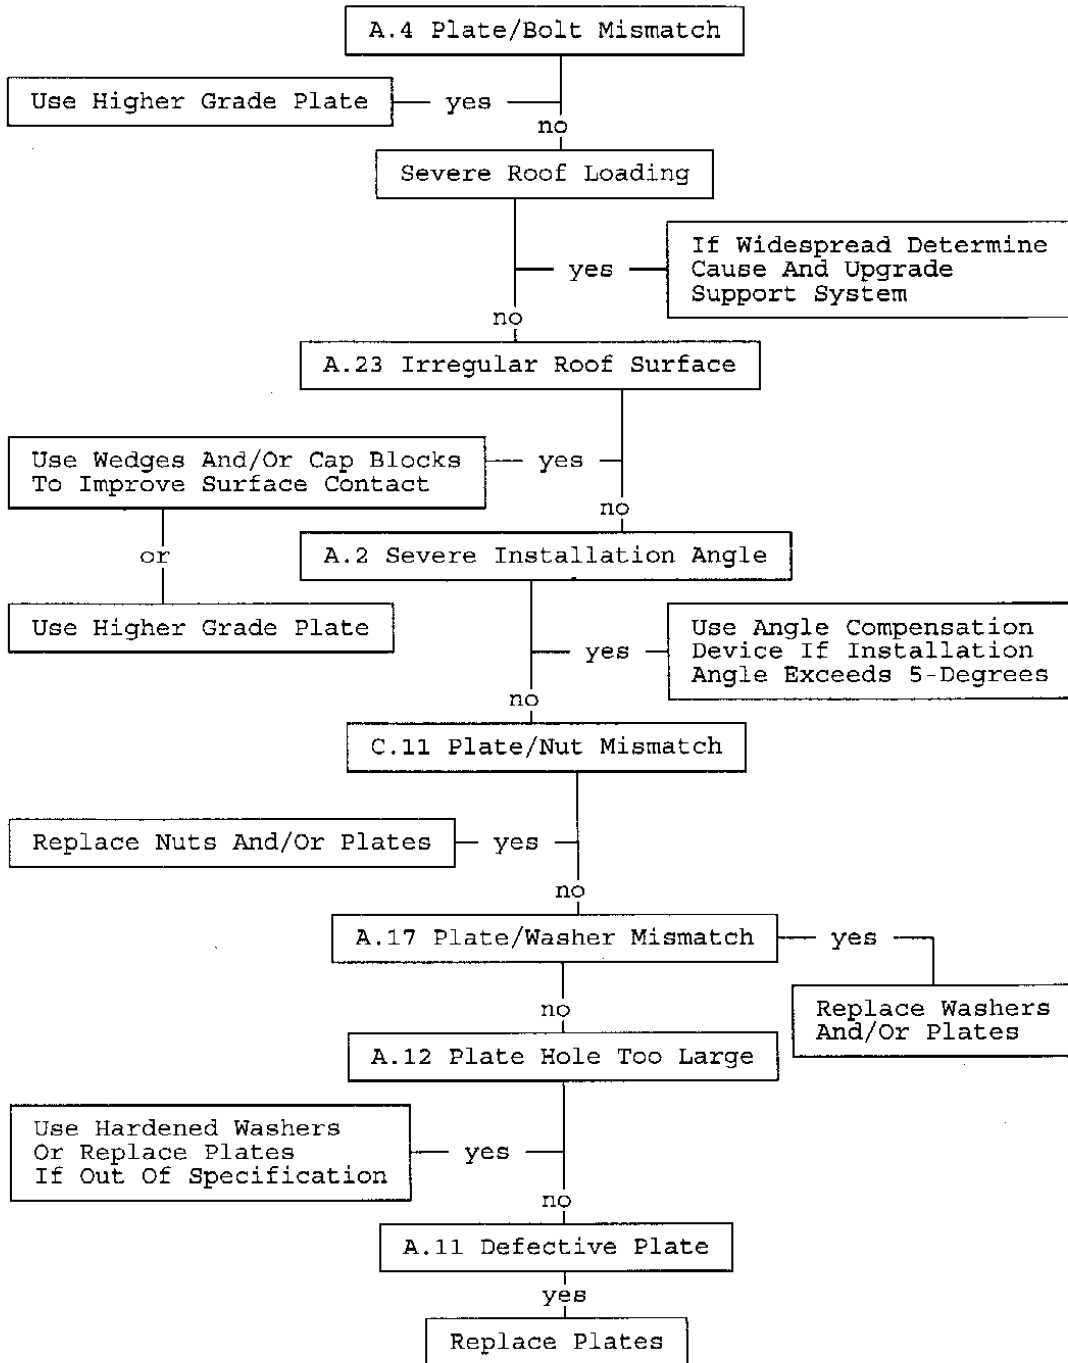 A.4 Plate/Bolt Mismatch
Use Higher Grade Plate
yes
no
Severe Roof Loading
If Widespread Determine
Cause And Upgrade
Support System
yes
no
A.23 Irregular Roof Surface
Use Wedges And/Or Cap Blocks
To Improve Surface Contact
yes
no
or
A.2 Severe Installation Angle
Use Higher Grade Plate
Use Angle Compensation
Device If Installation
Angle Exceeds 5-Degrees
yes
no
C.11 Plate/Nut Mismatch
Replace Nuts And/Or Plates
yes
no
A.17 Plate/Washer Mismatch
yes
Replace Washers
And/Or Plates
no
A.12 Plate Hole Too Large
Use Hardened Washers
Or Replace Plates
If Out Of Specification
yes
no
A.11 Defective Plate
yes
Replace Plates